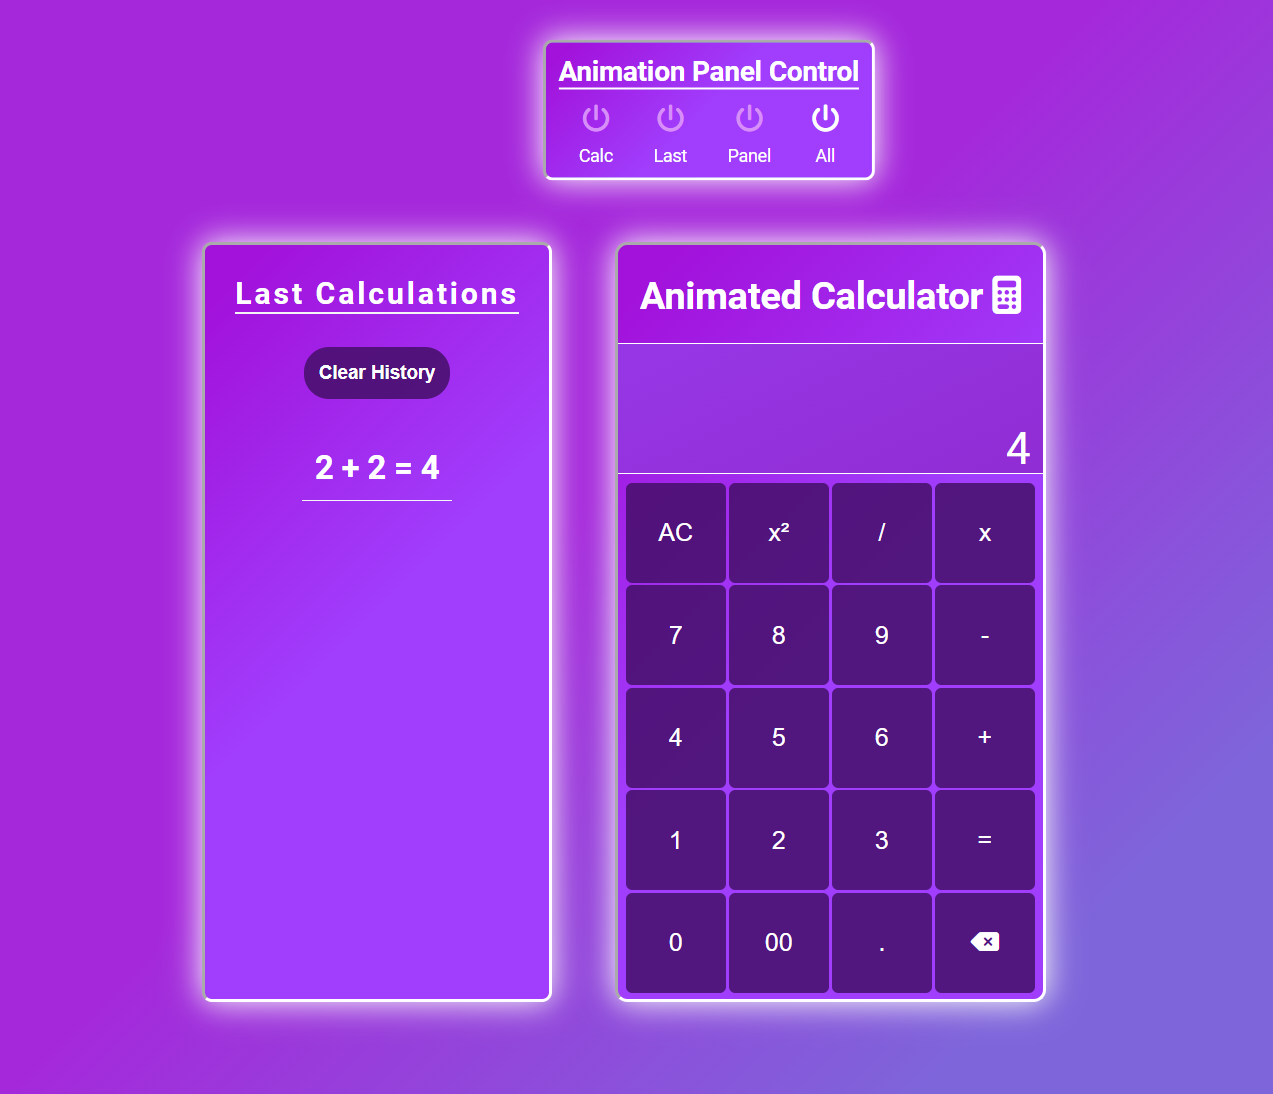 Animation Panel Control
Calc Last Panel All
Last Calculations
Clear History
2 + 2 = 4
Animated Calculator
4
AC x² / x
7 8 9 -
4 5 6 +
1 2 3 =
0 00 .